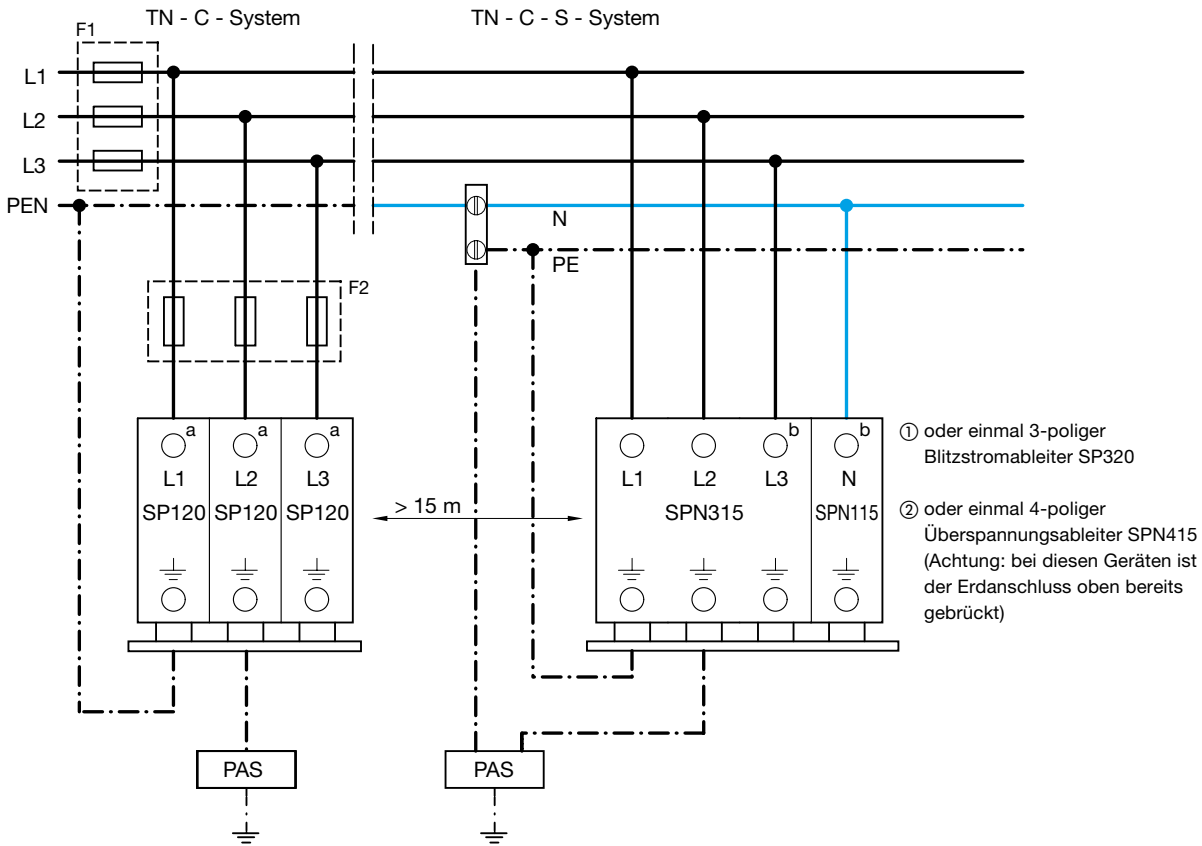 TN - C - System
TN - C - S - System
F1
L1
L2
L3
PEN
N
PE
F2
a
a
a
b
b
L1
L2
L3
L1
L2
L3
N
SP120
SP120
SP120
> 15 m
SPN315
SPN115
① oder einmal 3-poliger
Blitzstromableiter SP320
② oder einmal 4-poliger
Überspannungsableiter SPN415
(Achtung: bei diesen Geräten ist
der Erdanschluss oben bereits
gebrückt)
PAS
PAS